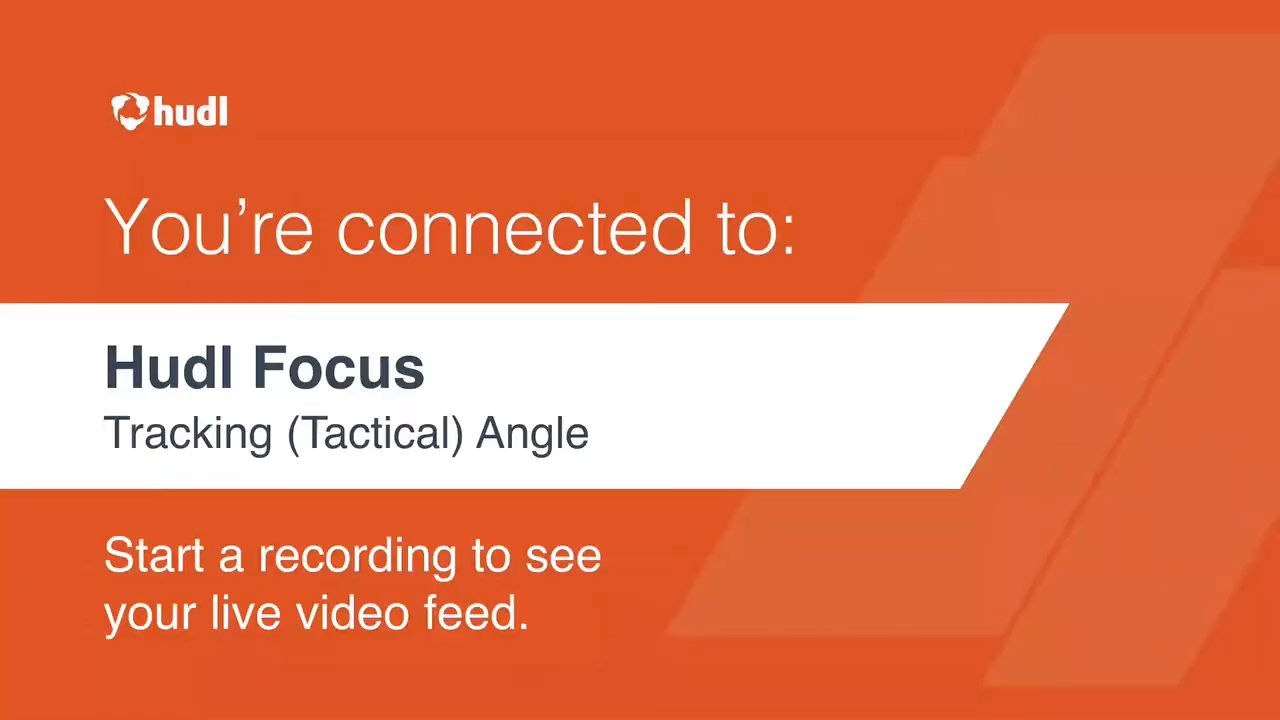 hudl
You’re connected to:
Hudl Focus
Tracking (Tactical) Angle
Start a recording to see
your live video feed.